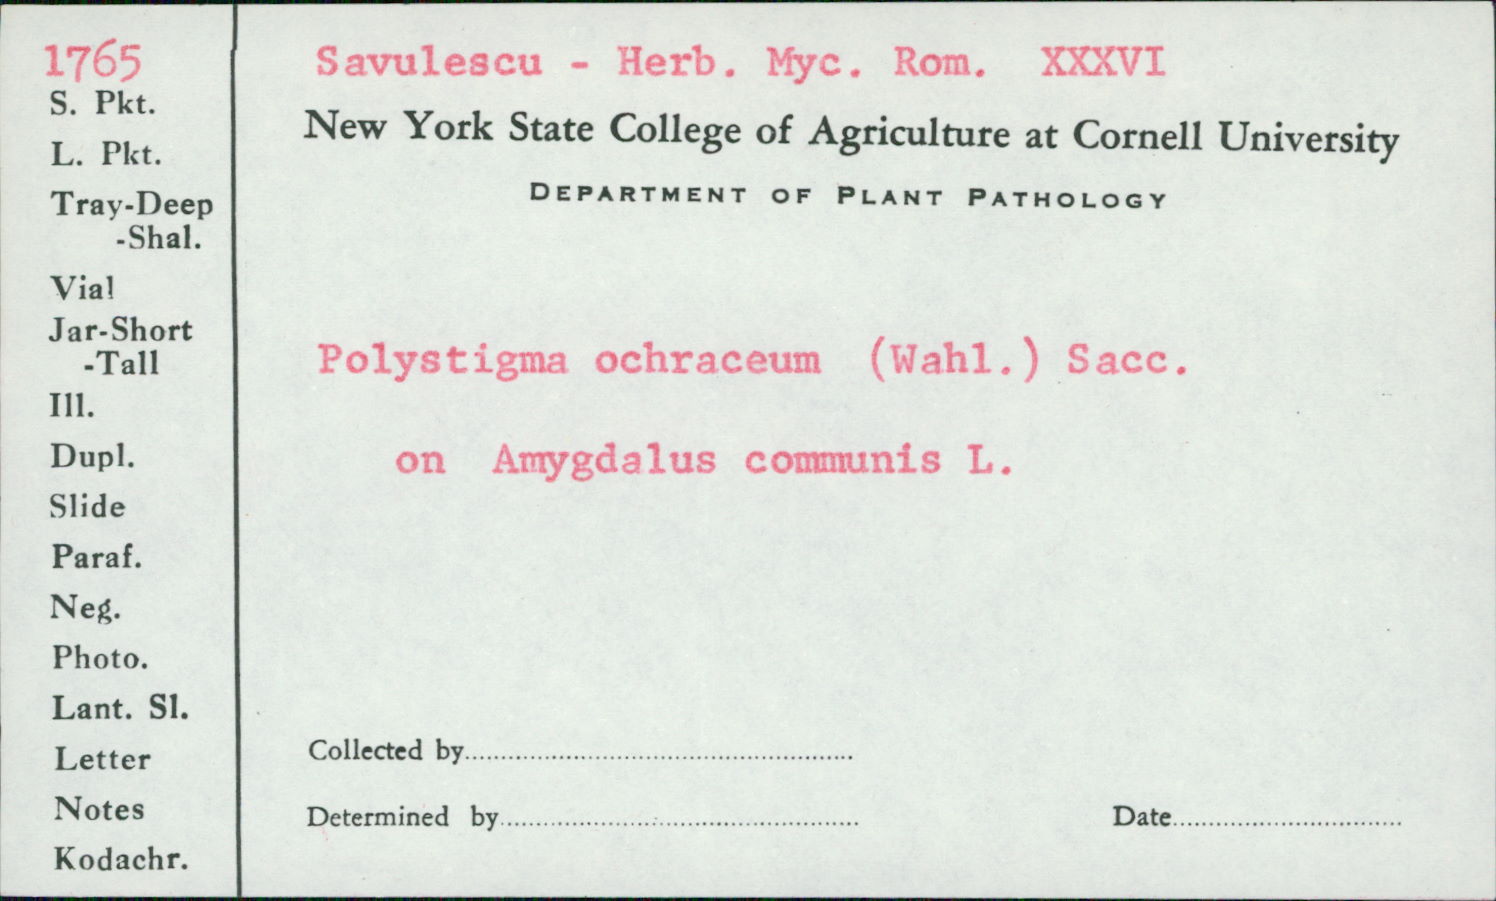 1765
S. Pkt.
L. Pkt.
Tray-Deep
-Shal.
Vial
Jar-Short
-Tall
Ill.
Dupl.
Slide
Paraf.
Neg.
Photo.
Lant. Sl.
Letter
Notes
Kodachr.
Savulescu - Herb. Myc. Rom. XXXVI
New York State College of Agriculture at Cornell University
DEPARTMENT OF PLANT PATHOLOGY
Polystigma ochraceum (Wahl.) Sacc.
on Amygdalus communis L.
Collected by
Determined by
Date